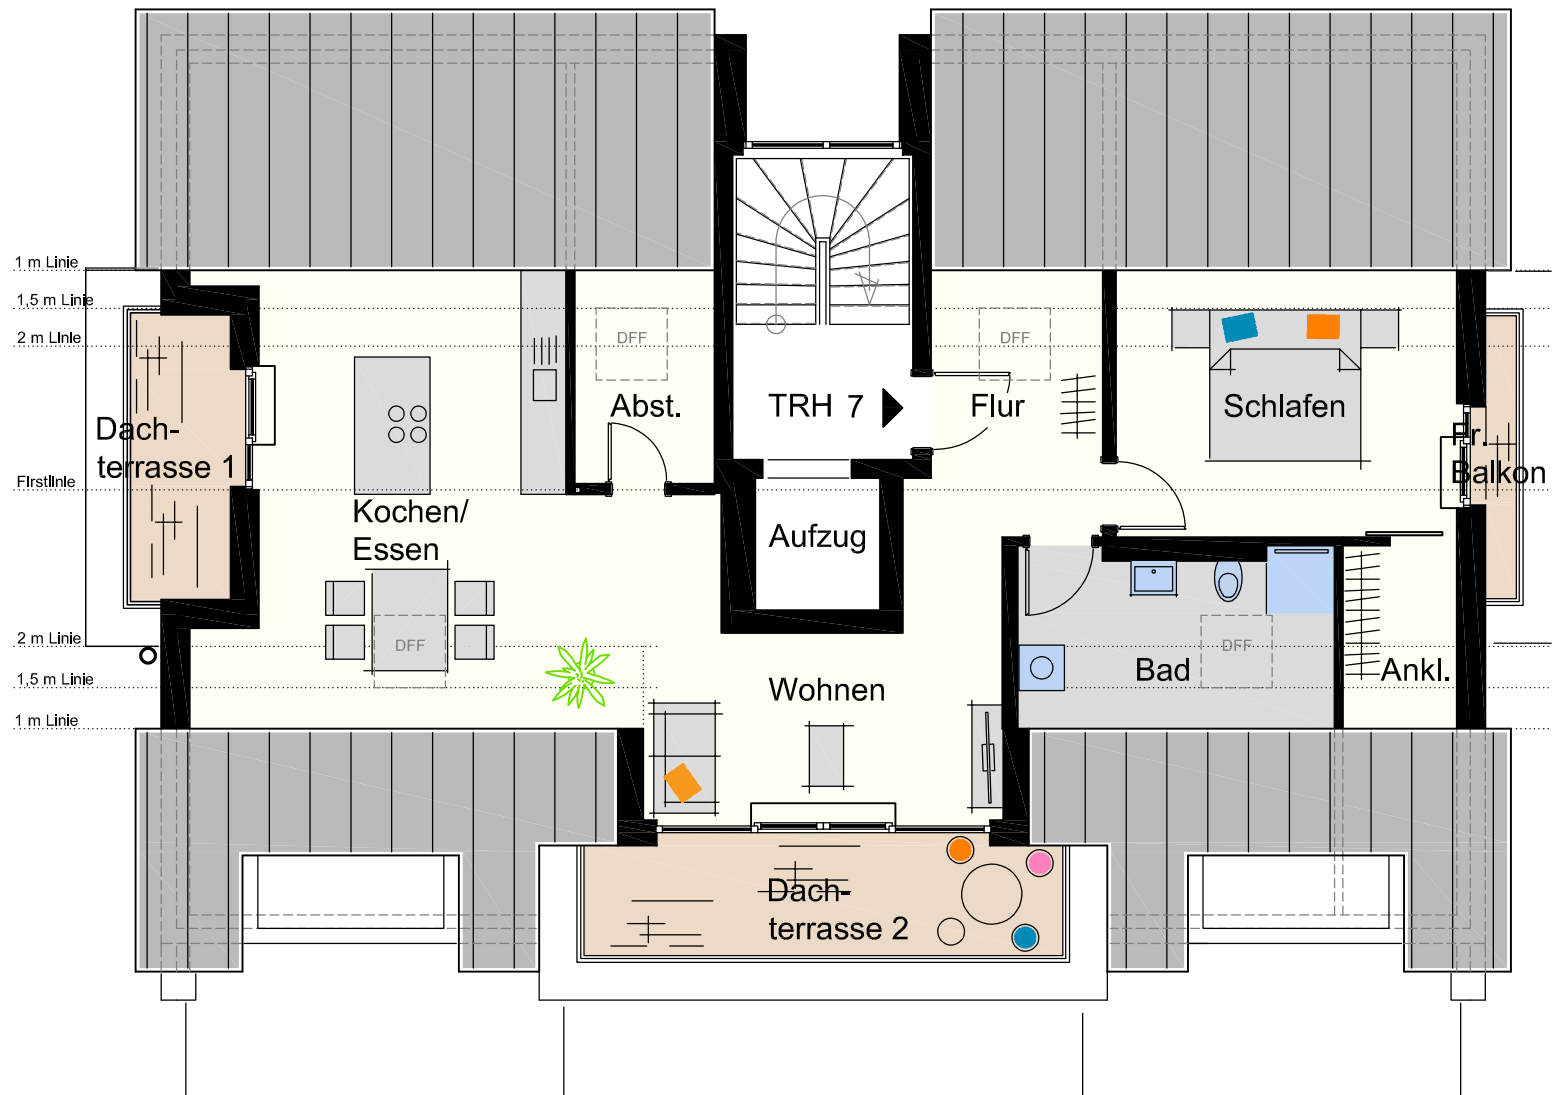 1 m Linie
1,5 m Linie
2 m Linie
DFF
DFF
Abst.
TRH 7
Flur
Schlafen
Dach-
terrasse 1
Fr.
Balkon
Firstlinie
Kochen/
Essen
Aufzug
2 m Linie
DFF
DFF
1,5 m Linie
Wohnen
Bad
Ankl.
1 m Linie
Dach-
terrasse 2